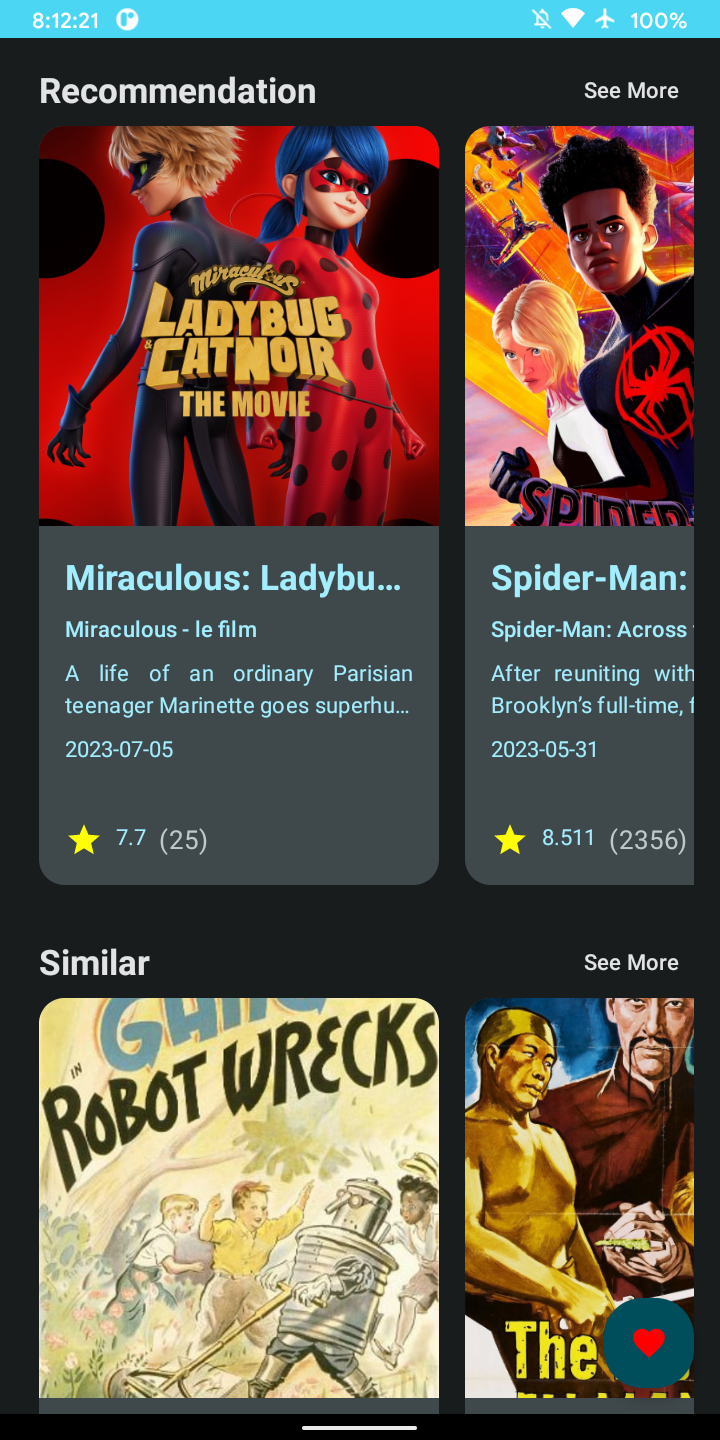 8:12:21
100%
Recommendation
See More
Miraculous
LADYBUG
& CATNOIR
THE MOVIE
SPIDER-
Miraculous: Ladybu…
Miraculous - le film
A life of an ordinary Parisian
teenager Marinette goes superhu…
2023-07-05
7.7 (25)
Spider-Man:
Spider-Man: Across
After reuniting with
Brooklyn’s full-time, f
2023-05-31
8.511 (2356)
Similar
See More
GANG
IN
ROBOT WRECKS
The